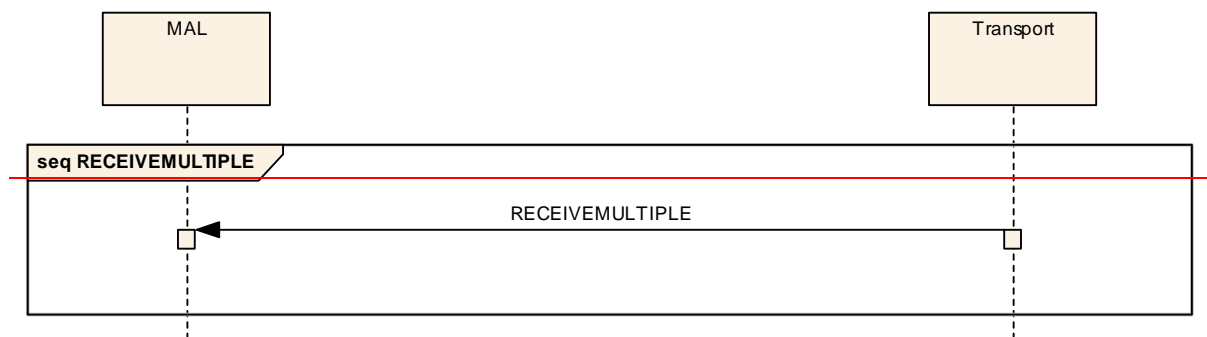 MAL
Transport
seq RECEIVEMULTIPLE
RECEIVEMULTIPLE